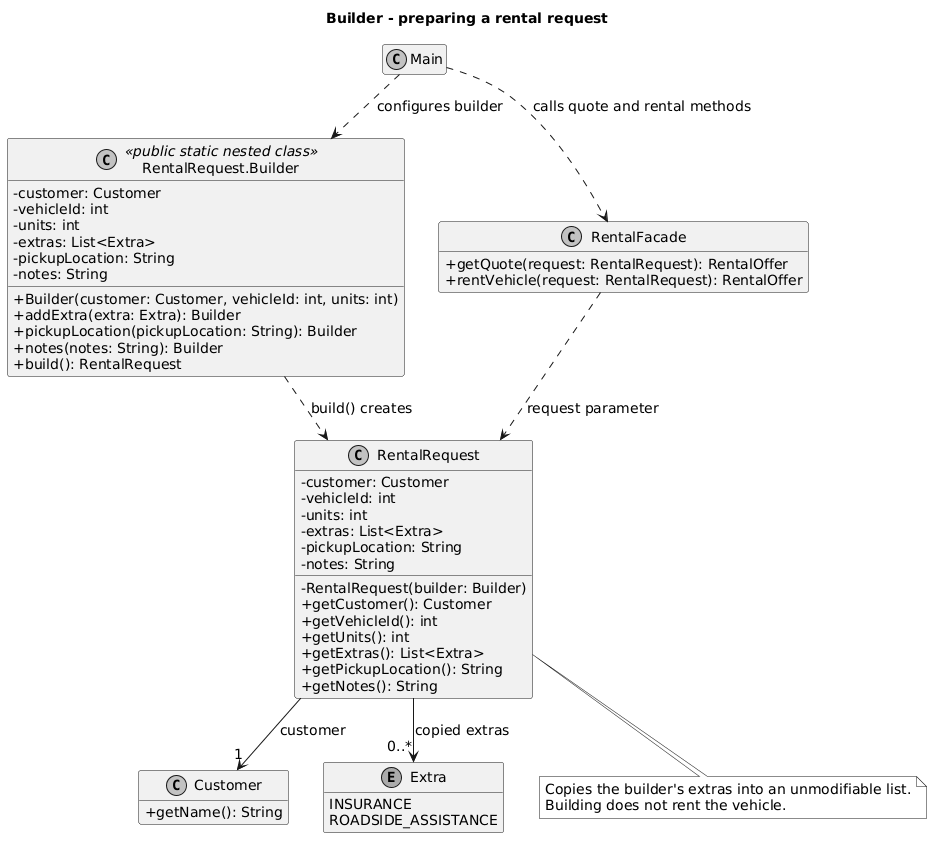 Builder - preparing a rental request
C Main
configures builder
calls quote and rental methods
C «public static nested class»
RentalRequest.Builder
-customer: Customer
-vehicleId: int
-units: int
-extras: List<Extra>
-pickupLocation: String
-notes: String
+Builder(customer: Customer, vehicleId: int, units: int)
+addExtra(extra: Extra): Builder
+pickupLocation(pickupLocation: String): Builder
+notes(notes: String): Builder
+build(): RentalRequest
C RentalFacade
+getQuote(request: RentalRequest): RentalOffer
+rentVehicle(request: RentalRequest): RentalOffer
build() creates
request parameter
C RentalRequest
-customer: Customer
-vehicleId: int
-units: int
-extras: List<Extra>
-pickupLocation: String
-notes: String
-RentalRequest(builder: Builder)
+getCustomer(): Customer
+getVehicleId(): int
+getUnits(): int
+getExtras(): List<Extra>
+getPickupLocation(): String
+getNotes(): String
customer
1
copied extras
0..*
C Customer
+getName(): String
E Extra
INSURANCE
ROADSIDE_ASSISTANCE
Copies the builder's extras into an unmodifiable list.
Building does not rent the vehicle.